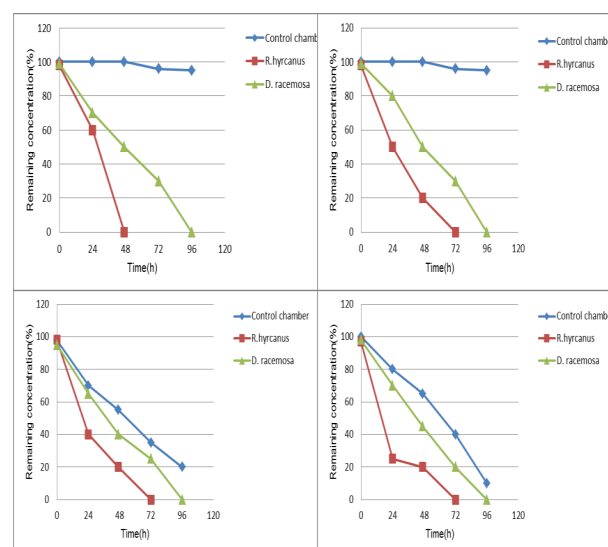 120
100
80
60
40
20
0
Remaining concentration(%)
0 24 48 72 96 120
Time(h)
Control chamb
R.hyrcanus
D. racemosa
120
100
80
60
40
20
0
Remaining concentration(%)
0 24 48 72 96 120
Time(h)
Control chamber
R.hyrcanus
D. racemosa
120
100
80
60
40
20
0
Remaining concentration(%)
0 24 48 72 96 120
Time(h)
Control chamber
R.hyrcanus
D. racemosa
120
100
80
60
40
20
0
Remaining concentration(%)
0 24 48 72 96 120
Time(h)
Control chambe
R.hyrcanus
D. racemosa